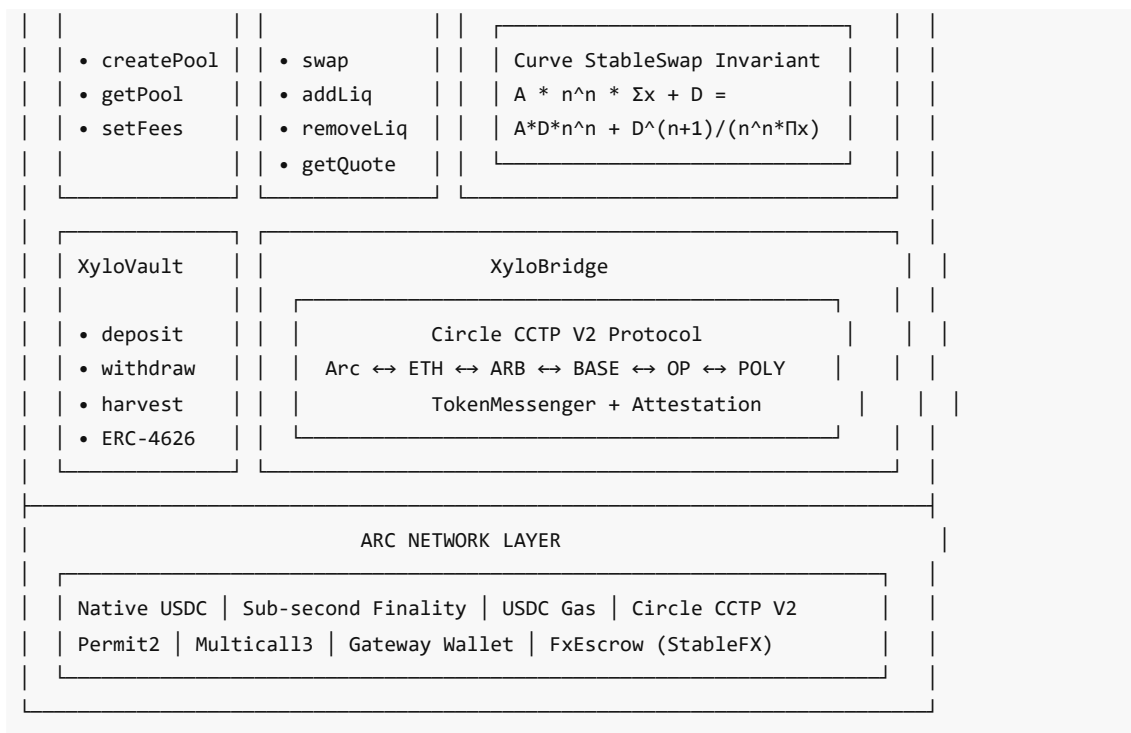 • createPool • swap Curve StableSwap Invariant
• getPool • addLiq A * n^n * Σx + D =
• setFees • removeLiq A*D*n^n + D^(n+1)/(n^n*Πx)
• getQuote
XyloVault XyloBridge
• deposit Circle CCTP V2 Protocol
• withdraw Arc ↔ ETH ↔ ARB ↔ BASE ↔ OP ↔ POLY
• harvest TokenMessenger + Attestation
• ERC-4626
ARC NETWORK LAYER
Native USDC | Sub-second Finality | USDC Gas | Circle CCTP V2
Permit2 | Multicall3 | Gateway Wallet | FxEscrow (StableFX)